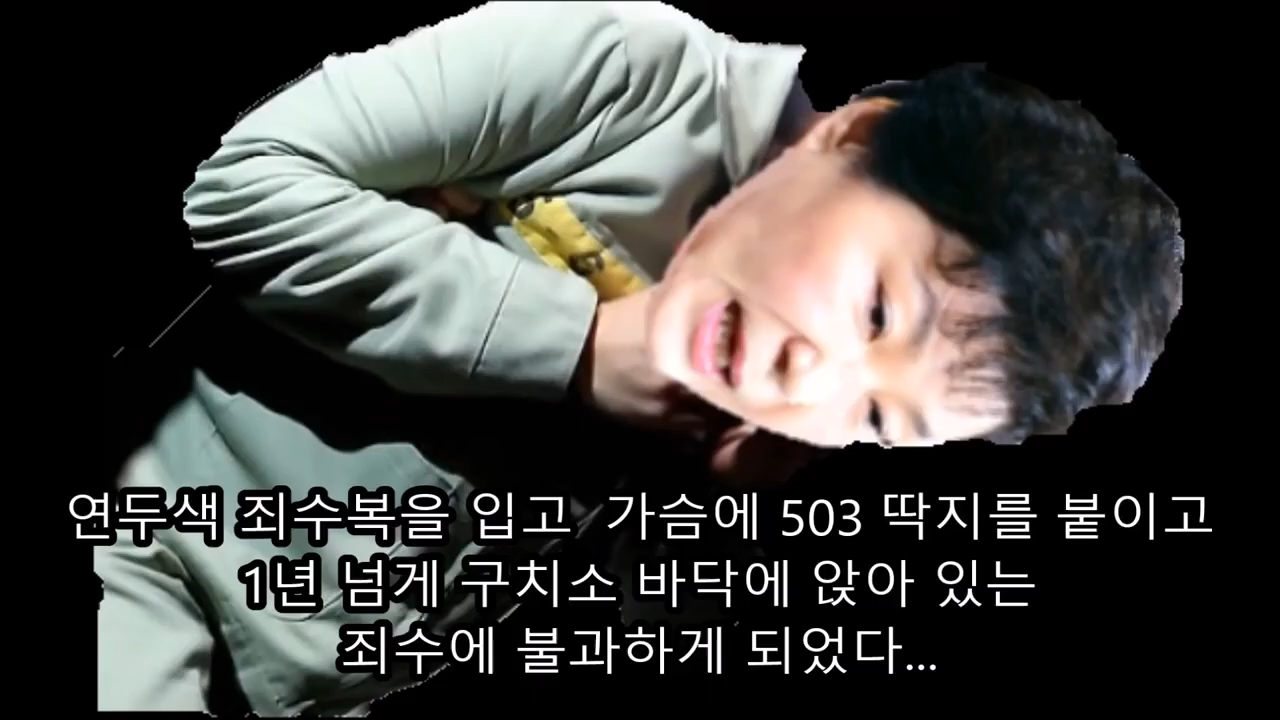 연두색 죄수복을 입고 가슴에 503 딱지를 붙이고
1년 넘게 구치소 바닥에 앉아 있는
죄수에 불과하게 되었다...